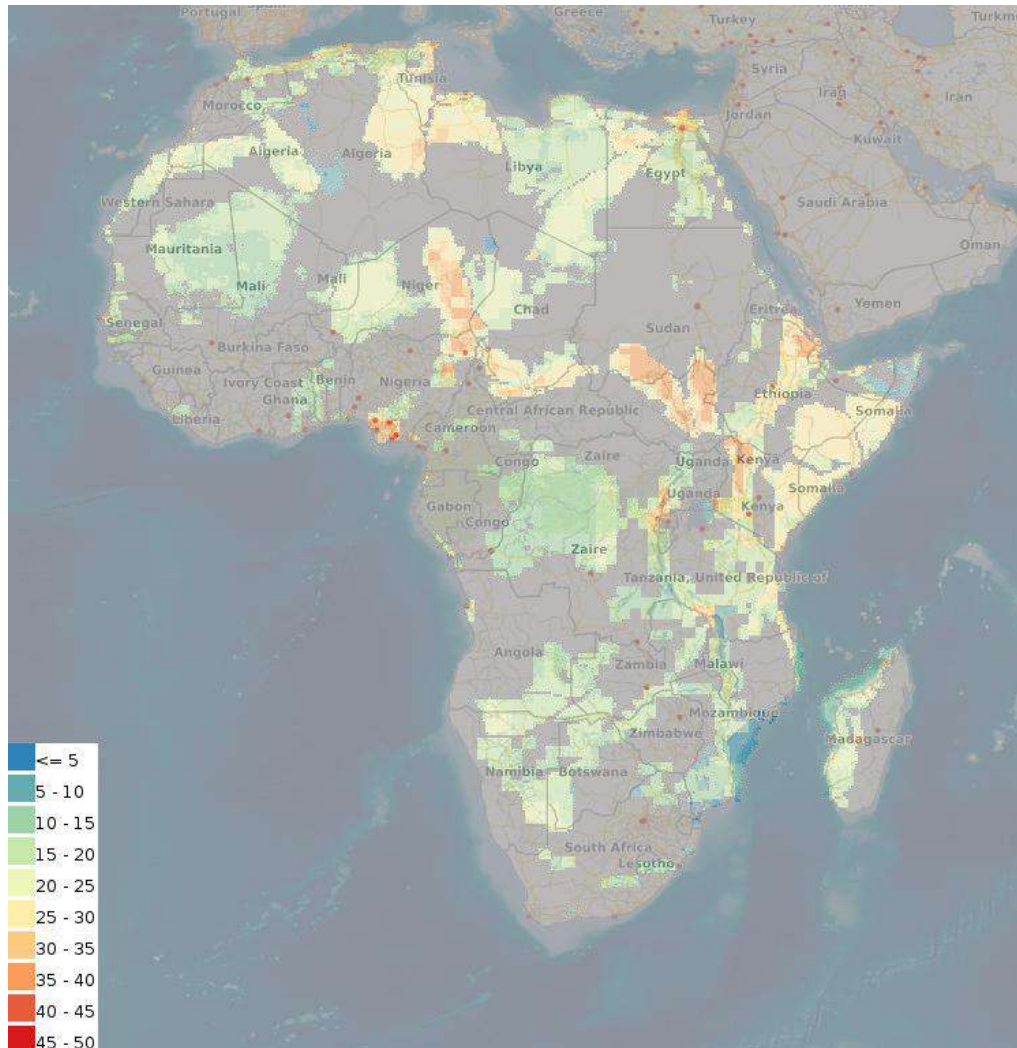 Portugal
Greece
Turkey
Turkm
Syria
Tunisia
Iraq
Iran
Morocco
Jordan
Kuwait
Algeria
Algeria
Libya
Egypt
Western Sahara
Saudi Arabia
Mauritania
Oman
Mali
Niger
Mali
Chad
Yemen
Senegal
Sudan
Eritrea
Burkina Faso
Guinea
Benin
Nigeria
Ivory Coast
Ghana
Ethiopia
Somalia
Liberia
Central African Republic
Cameroon
Congo
Zaire
Uganda
Kenya
Uganda
Somalia
Gabon
Kenya
Congo
Zaire
Tanzania, United Republic of
Angola
Zambia
Malawi
Mozambique
Zimbabwe
Madagascar
Namibia
Botswana
South Africa
Lesotho
<= 5
5 - 10
10 - 15
15 - 20
20 - 25
25 - 30
30 - 35
35 - 40
40 - 45
45 - 50